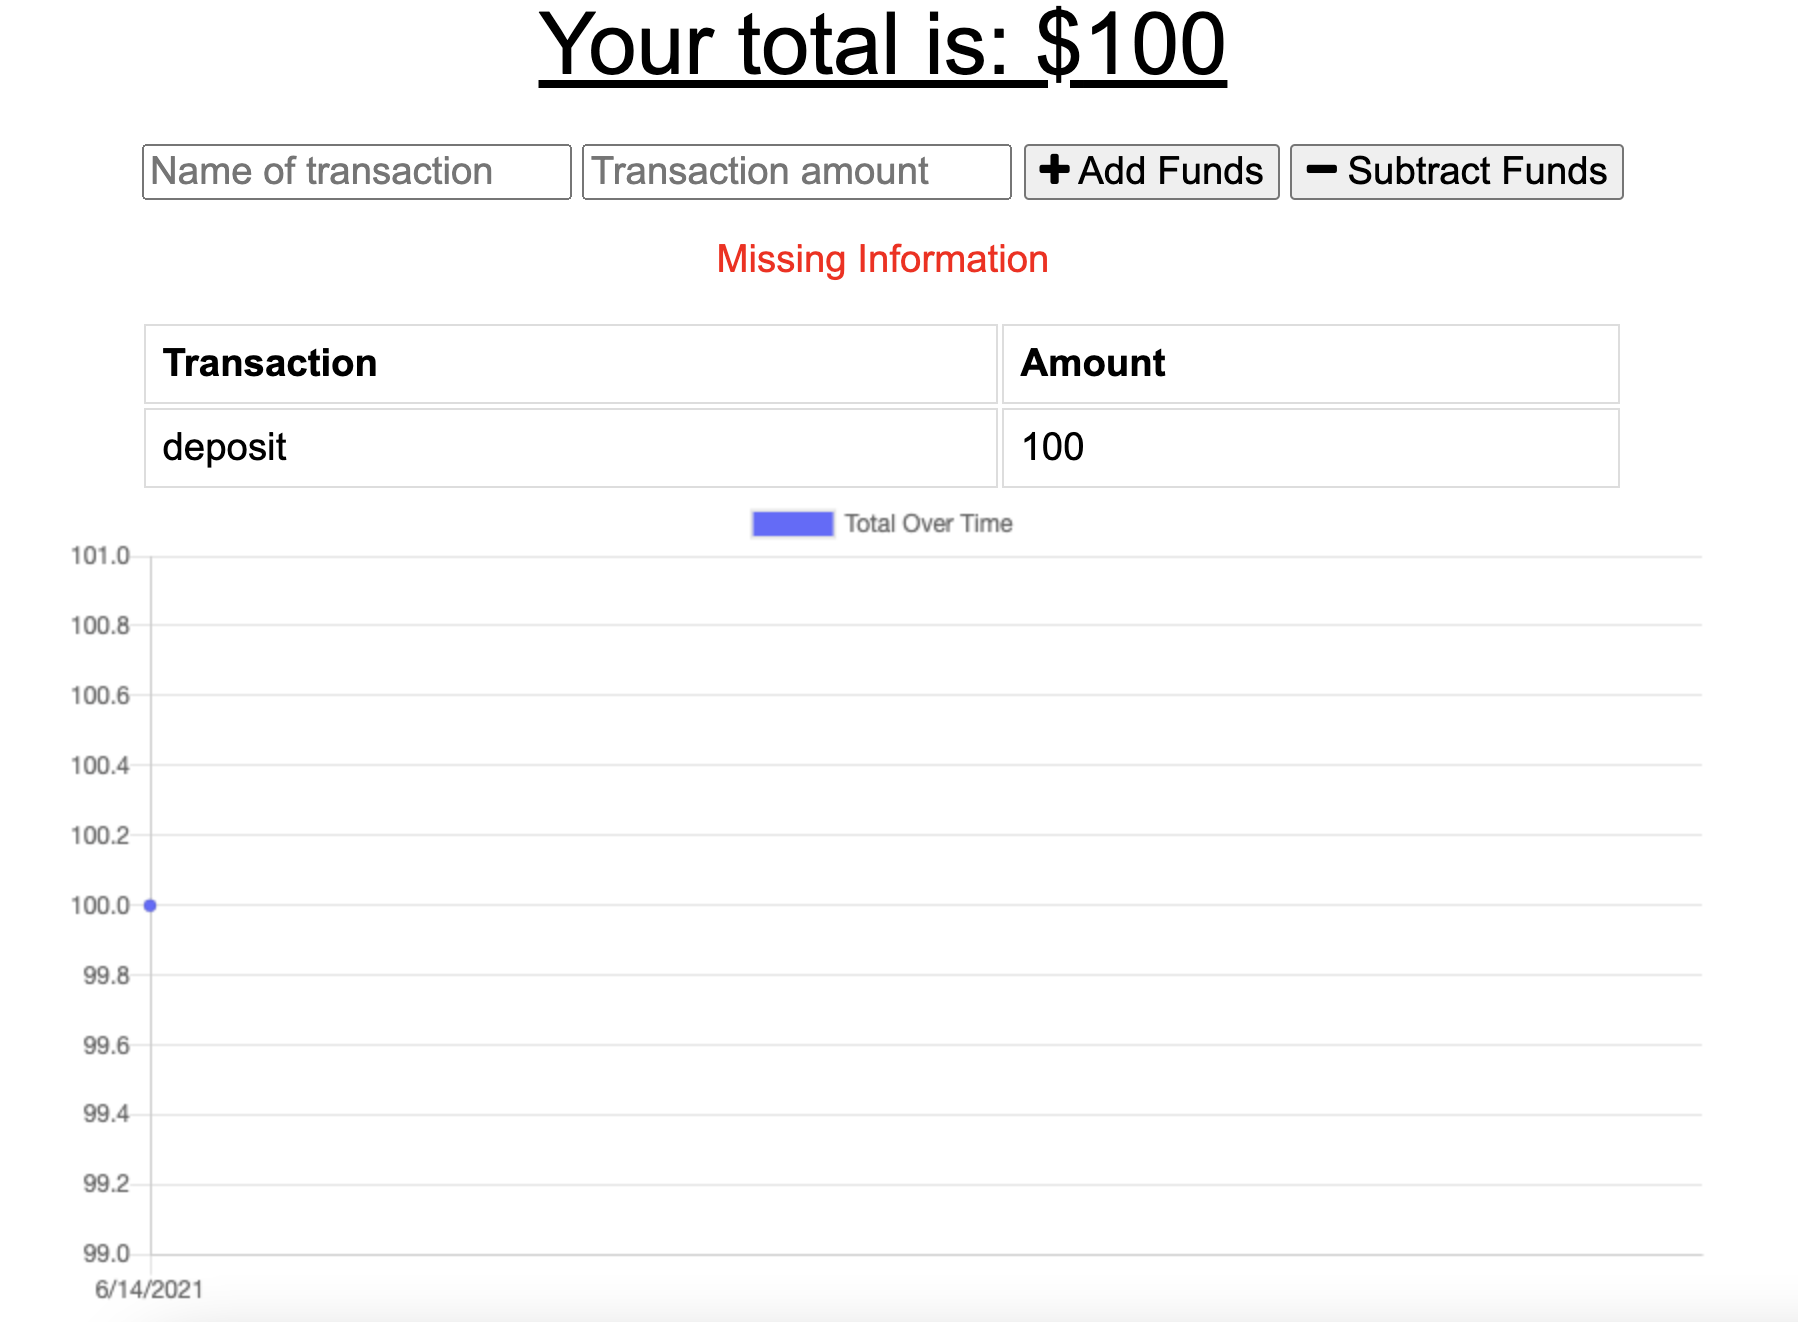 Your total is: $100
Name of transaction Transaction amount Add Funds Subtract Funds
Missing Information
Transaction Amount
deposit 100
Total Over Time
101.0
100.8
100.6
100.4
100.2
100.0
99.8
99.6
99.4
99.2
99.0
6/14/2021